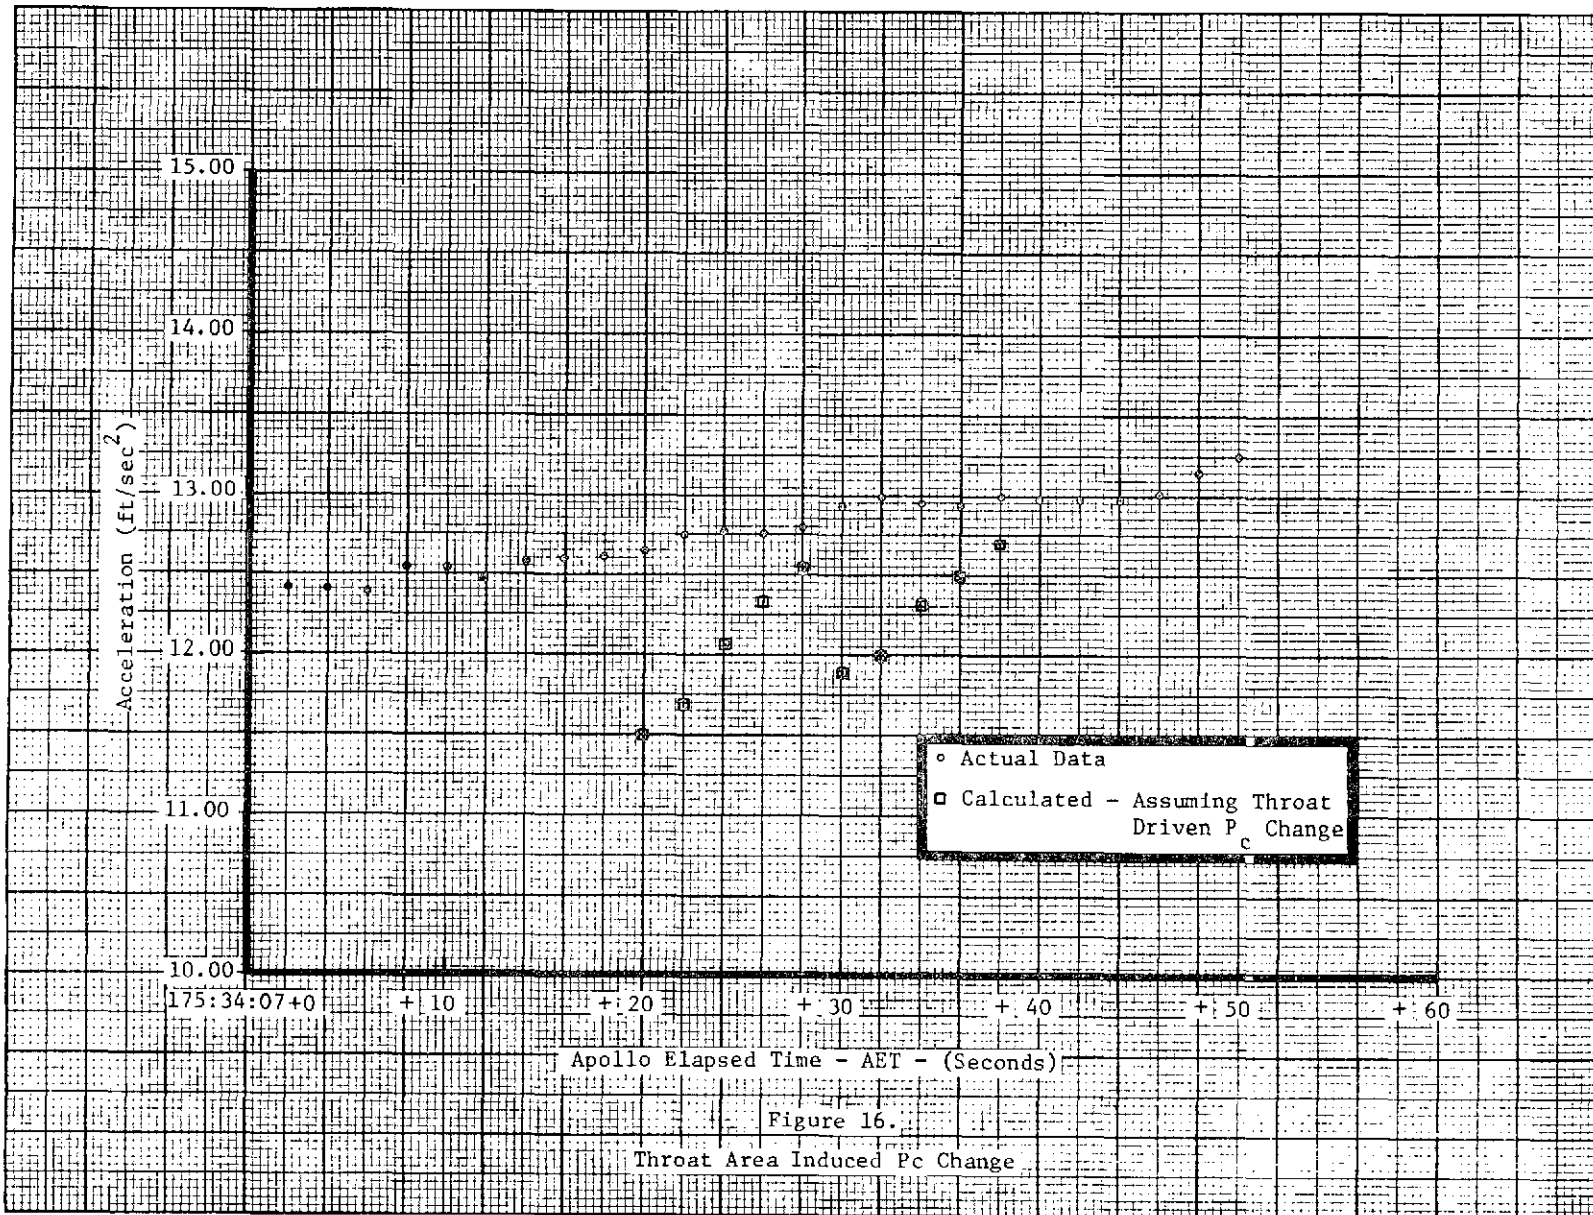 15.00
14.00
13.00
12.00
11.00
10.00
Acceleration (ft/sec²)
○ Actual Data
□ Calculated - Assuming Throat
Driven Pc Change
175:34:07+0 + 10 + 20 + 30 + 40 + 50 + 60
Apollo Elapsed Time - AET - (Seconds)
Figure 16.
Throat Area Induced Pc Change